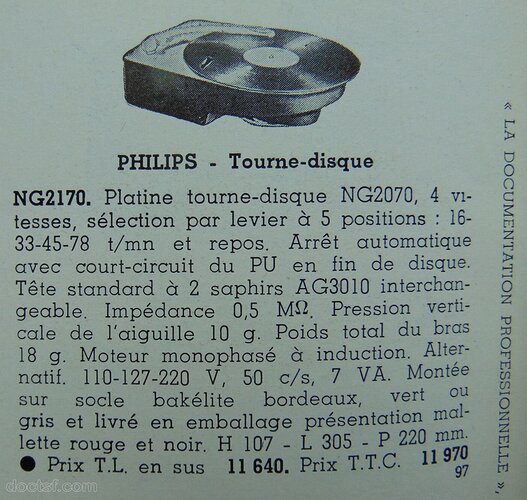 PHILIPS - Tourne-disque
NG2170. Platine tourne-disque NG2070, 4 vi-
tesses, sélection par levier à 5 positions : 16-
33-45-78 t/mn et repos. Arrêt automatique
avec court-circuit du PU en fin de disque.
Tête standard à 2 saphirs AG3010 interchan-
geable. Impédance 0,5 MΩ. Pression verti-
cale de l'aiguille 10 g. Poids total du bras
18 g. Moteur monophasé à induction. Alter-
natif. 110-127-220 V, 50 c/s, 7 VA. Montée
sur socle bakélite bordeaux, vert ou
gris et livré en emballage présentation mal-
lette rouge et noir. H 107 - L 305 - P 220 mm.
● Prix T.L. en sus 11 640. Prix T.T.C. 11 970
97
« LA DOCUMENTATION PROFESSIONNELLE »,
doctsf.com